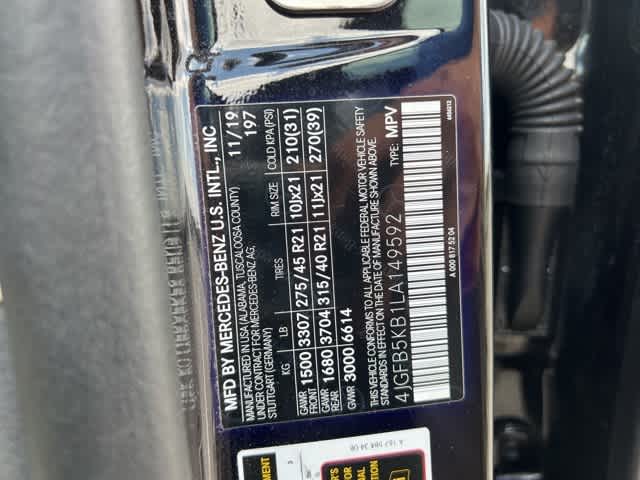 MFD BY MERCEDES-BENZ U.S. INTL., INC
MANUFACTURED IN USA (ALABAMA, TUSCALOOSA COUNTY) 11/19
UNDER CONTRACT FOR MERCEDES-BENZ AG, 197
STUTTGART (GERMANY)
KG LB TIRES RIM SIZE COLD KPA(PSI)
GAWR FRONT 1500 3307 275/45 R21 10Jx21 210(31)
GAWR REAR 1680 3704 315/40 R21 11Jx21 270(39)
GVWR 3000 6614
THIS VEHICLE CONFORMS TO ALL APPLICABLE FEDERAL MOTOR VEHICLE SAFETY
STANDARDS IN EFFECT ON THE DATE OF MANUFACTURE SHOWN ABOVE.
4JGFB5KB1LA149592 TYPE: MPV
A 000 817 52 04